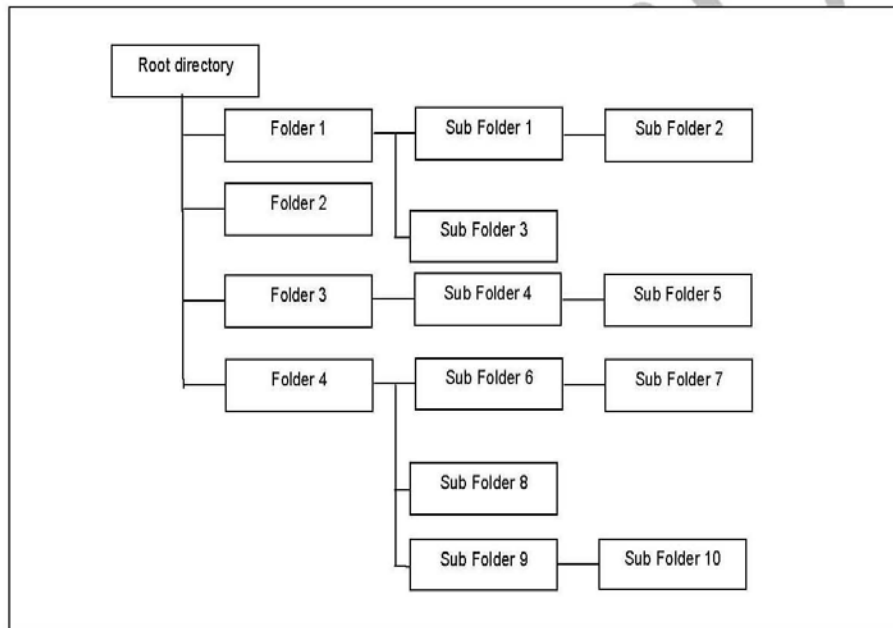 Root directory
Folder 1
Sub Folder 1
Sub Folder 2
Folder 2
Sub Folder 3
Folder 3
Sub Folder 4
Sub Folder 5
Folder 4
Sub Folder 6
Sub Folder 7
Sub Folder 8
Sub Folder 9
Sub Folder 10